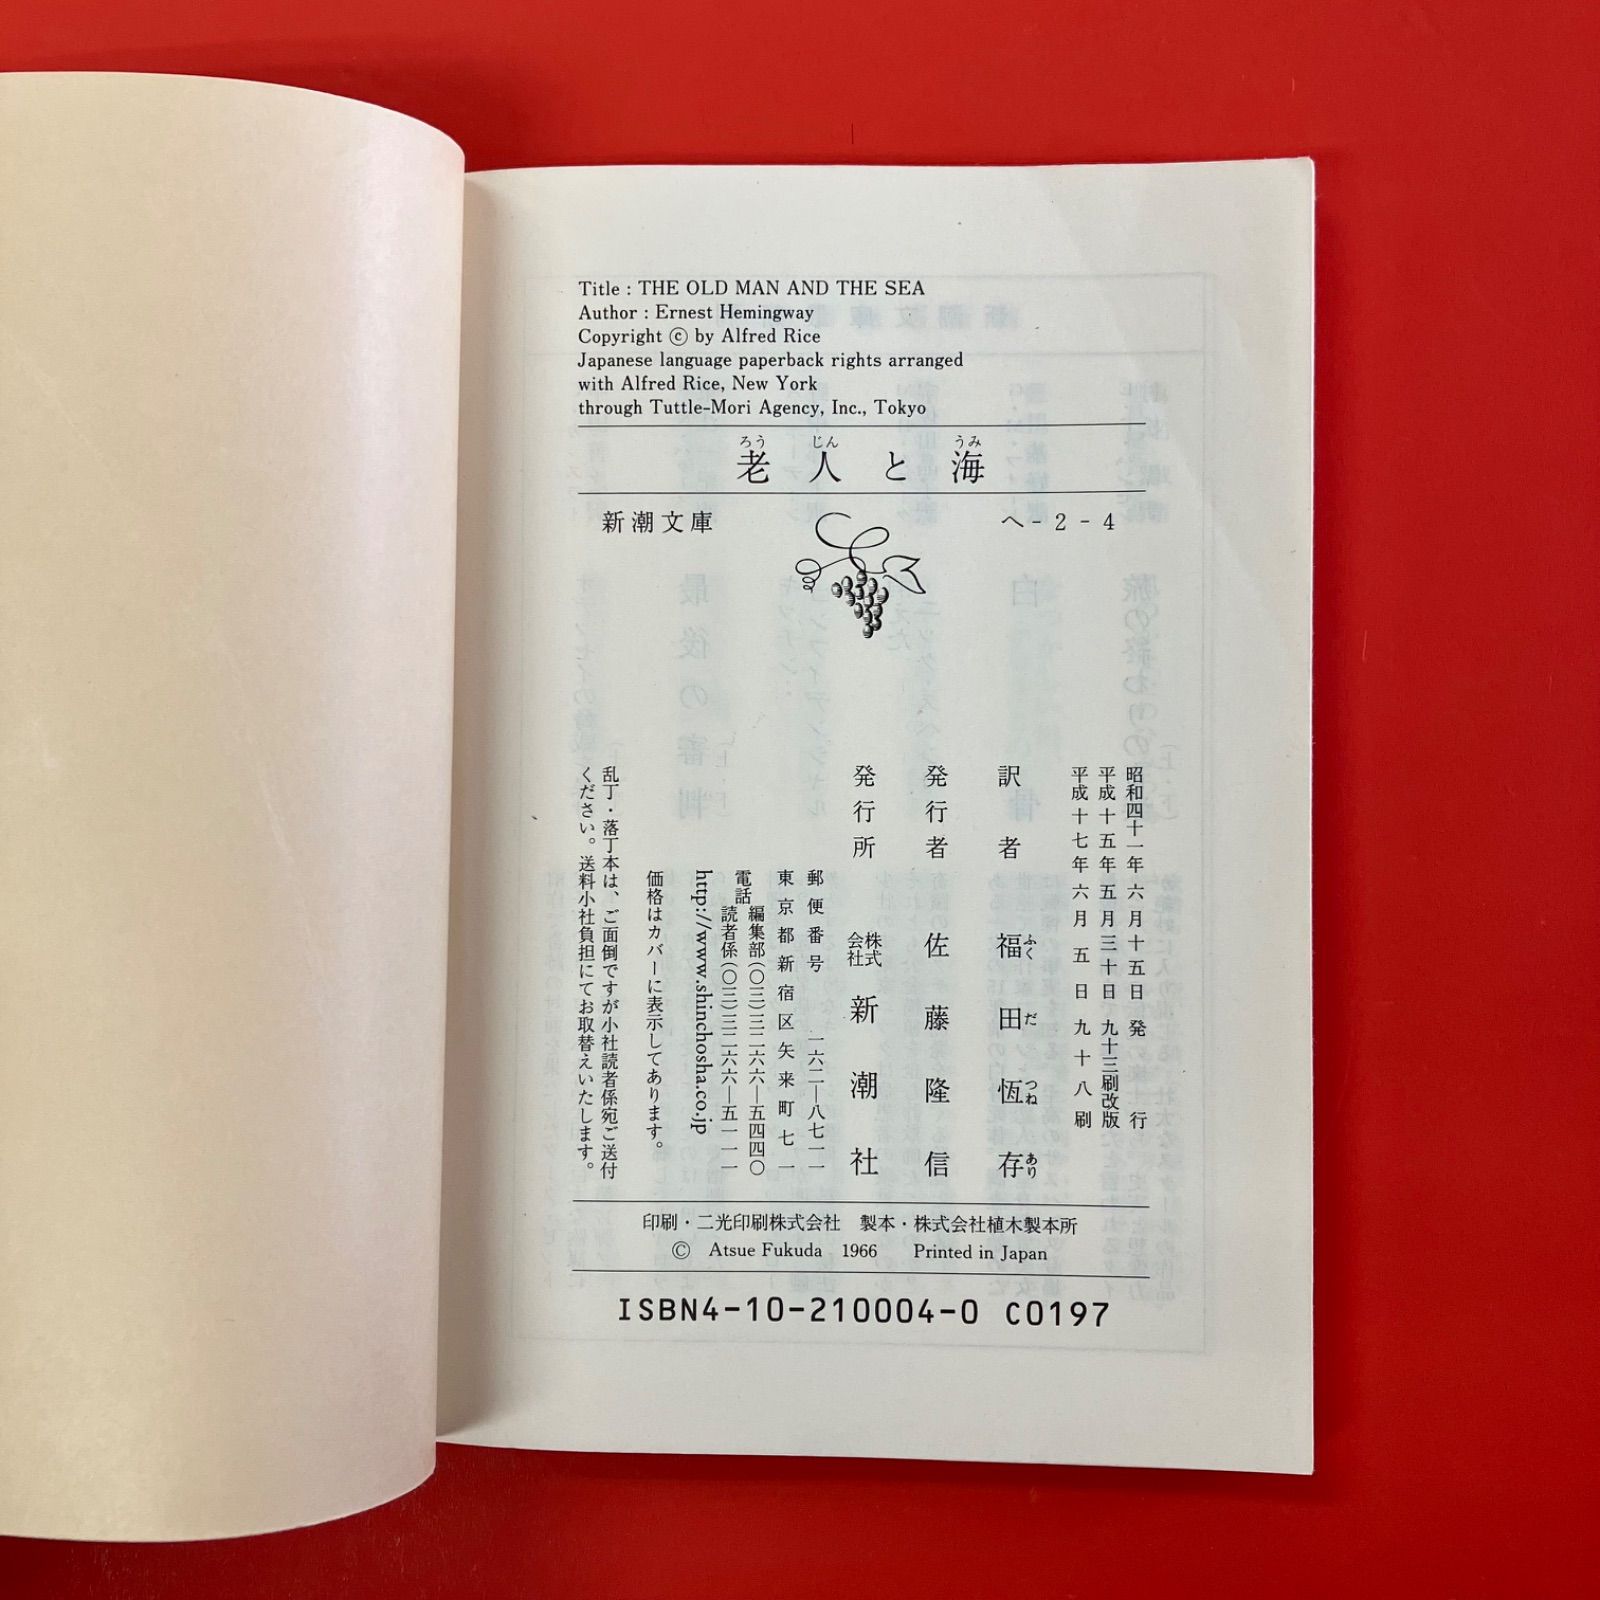 Title : THE OLD MAN AND THE SEA
Author : Ernest Hemingway
Copyright ⓒ by Alfred Rice
Japanese language paperback rights arranged
with Alfred Rice, New York
through Tuttle-Mori Agency, Inc., Tokyo
ろう じん うみ
老人と海
新潮文庫 へ-2-4
昭和四十一年六月十五日発行
平成十五年五月三十日九十三刷改版
平成十七年六月五日九十八刷
訳者 福田恆存
ふくだつねあり
発行者 佐藤隆信
発行所 株式会社 新潮社
郵便番号 一六二―八七一一
東京都新宿区矢来町七一
電話 編集部(〇三)三二六六―五四四〇
読者係(〇三)三二六六―五一一一
http://www.shinchosha.co.jp
価格はカバーに表示してあります。
乱丁・落丁本は、ご面倒ですが小社読者係宛ご送付
ください。送料小社負担にてお取替えいたします。
印刷・二光印刷株式会社 製本・株式会社植木製本所
© Atsue Fukuda 1966 Printed in Japan
ISBN4-10-210004-0 C0197